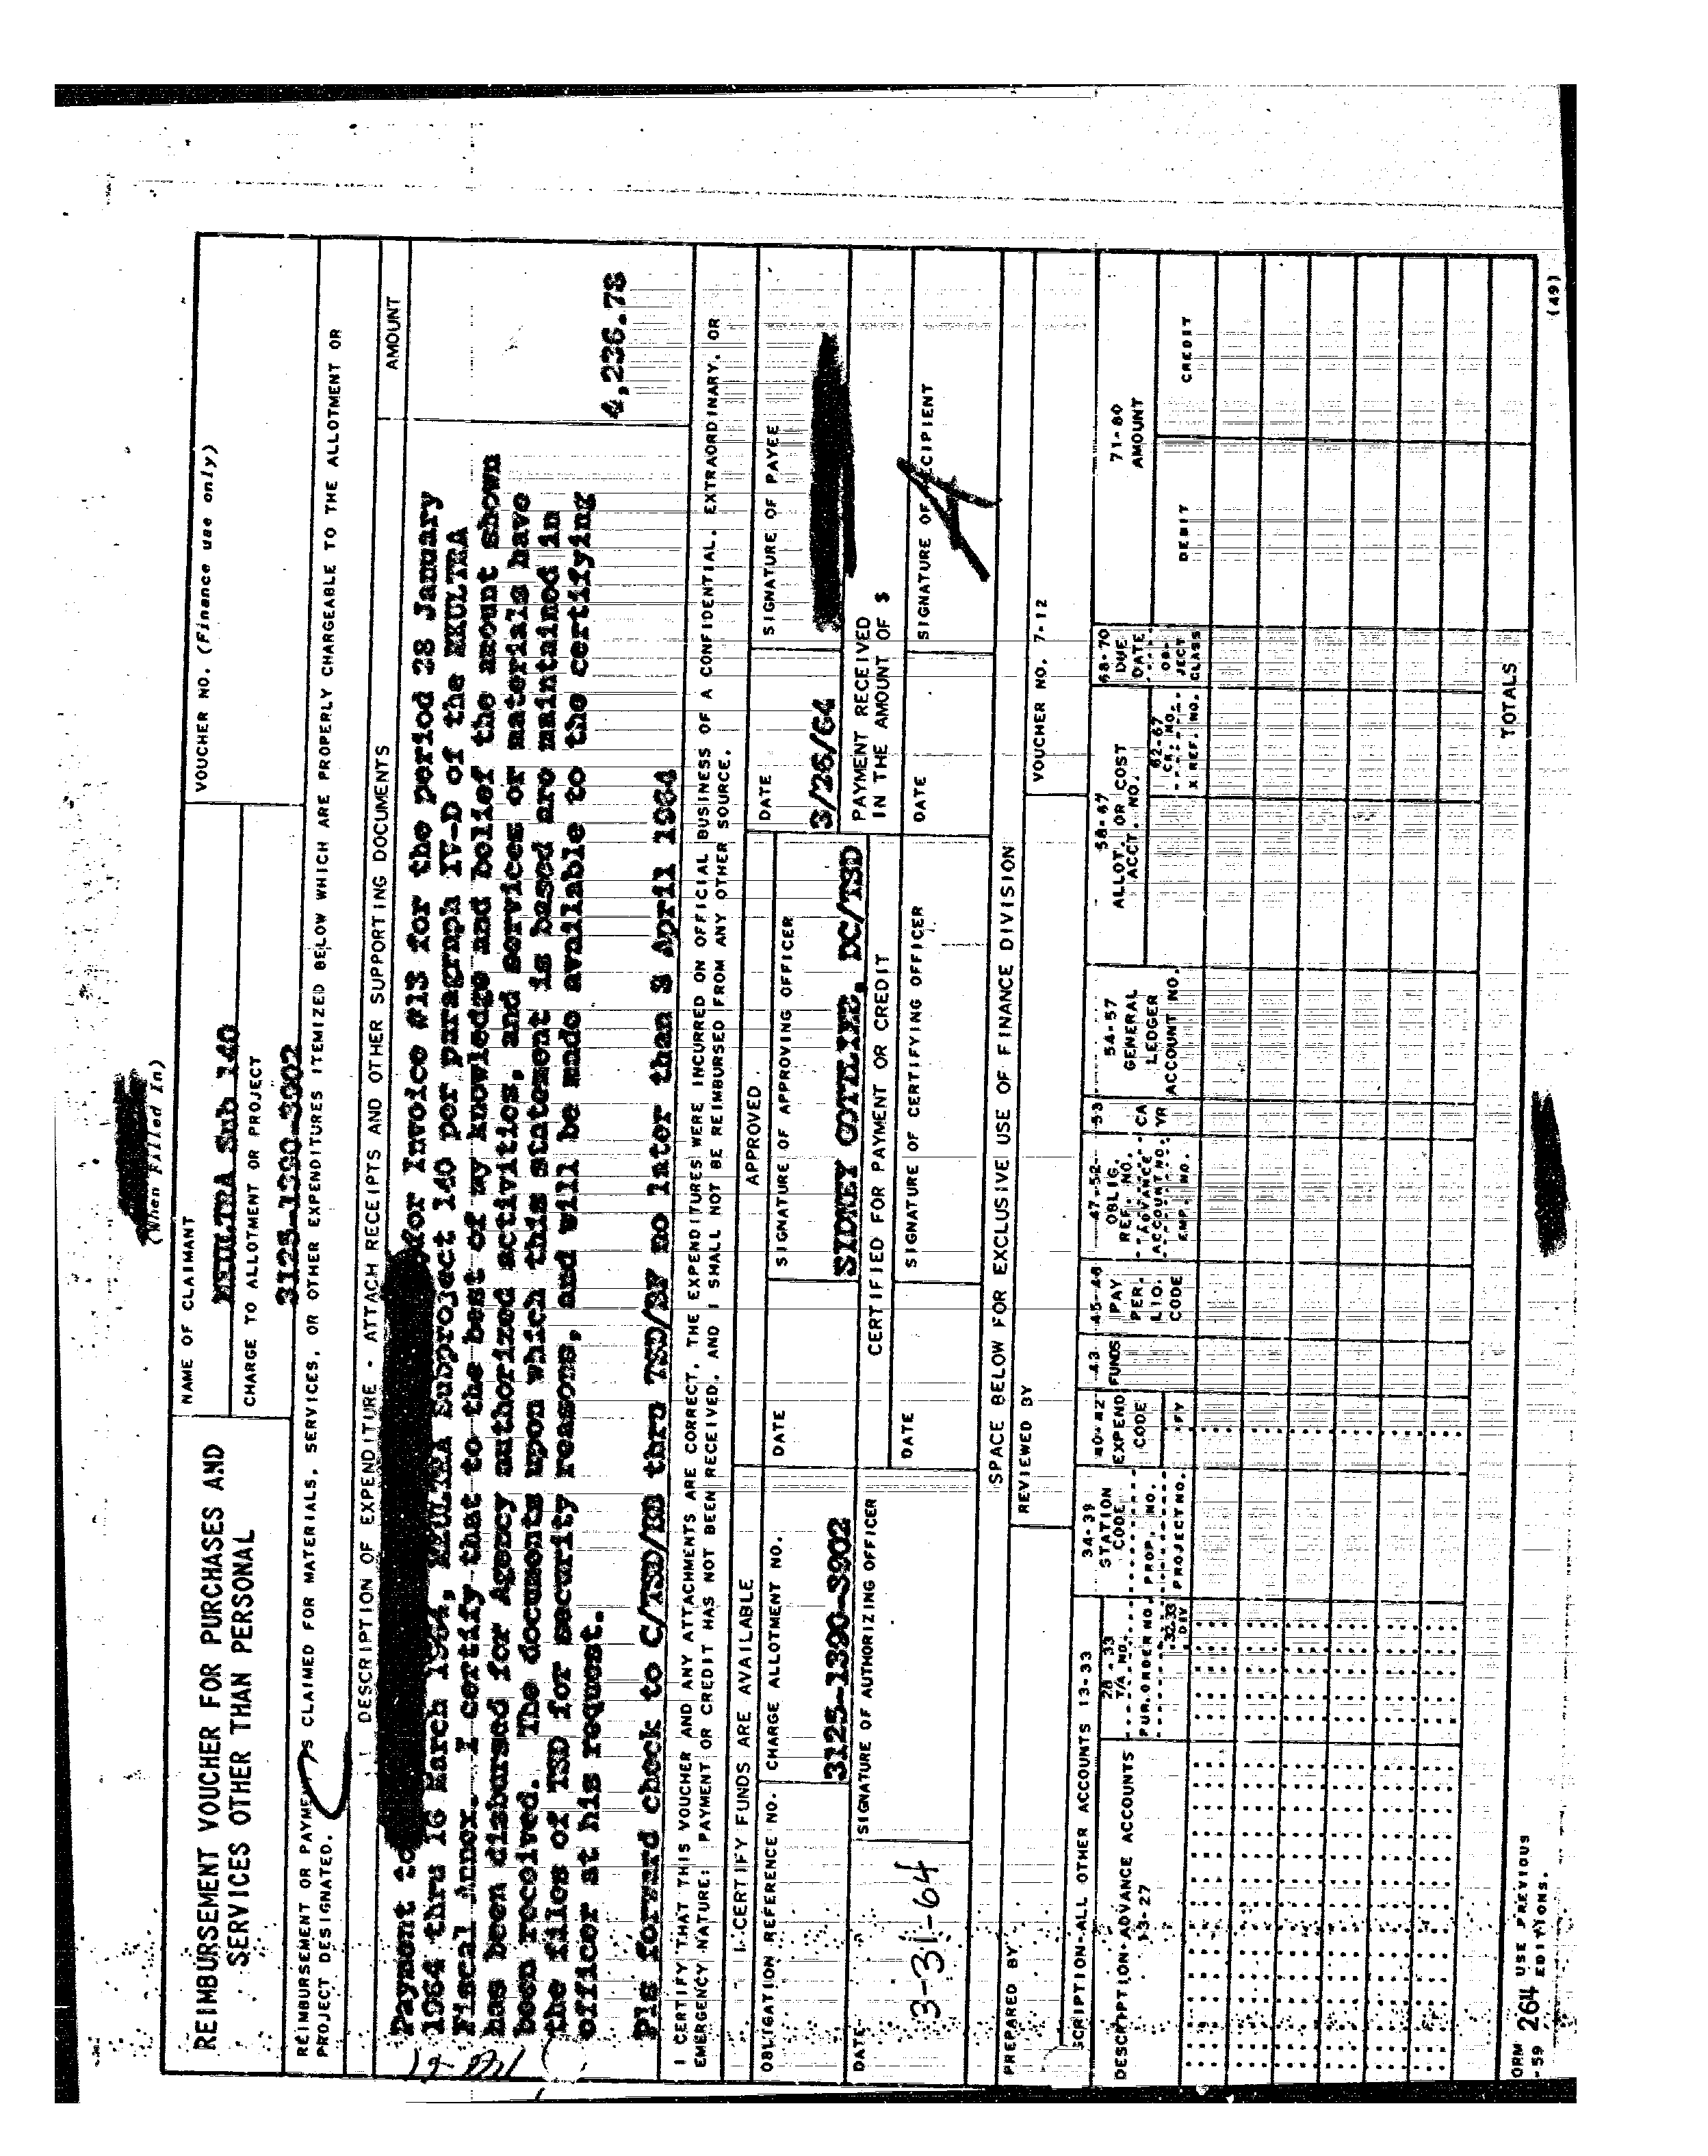 (When Filled In)
REIMBURSEMENT VOUCHER FOR PURCHASES AND
SERVICES OTHER THAN PERSONAL
NAME OF CLAIMANT
MKULTRA Sub 140
CHARGE TO ALLOTMENT OR PROJECT
3125-1390-3902
VOUCHER NO. (Finance use only)
REIMBURSEMENT OR PAYMENT IS CLAIMED FOR MATERIALS, SERVICES, OR OTHER EXPENDITURES ITEMIZED BELOW WHICH ARE PROPERLY CHARGEABLE TO THE ALLOTMENT OR
PROJECT DESIGNATED.
DESCRIPTION OF EXPENDITURE - ATTACH RECEIPTS AND OTHER SUPPORTING DOCUMENTS
AMOUNT
Payment to for Invoice #13 for the period 28 January
1964 thru 16 March 1964, MKULTRA Subproject 140 per paragraph IV-D of the MKULTRA
Fiscal Annex. I certify that to the best of my knowledge and belief the amount shown
has been disbursed for Agency authorized activities, and services or materials have
been received. The documents upon which this statement is based are maintained in
the files of TSD for security reasons, and will be made available to the certifying
officer at his request.
4,236.78
Pls forward check to C/TSD/BB thru TSD/BF no later than 3 April 1964
I CERTIFY THAT THIS VOUCHER AND ANY ATTACHMENTS ARE CORRECT, THE EXPENDITURES WERE INCURRED ON OFFICIAL BUSINESS OF A CONFIDENTIAL, EXTRAORDINARY, OR
EMERGENCY NATURE; PAYMENT OR CREDIT HAS NOT BEEN RECEIVED, AND I SHALL NOT BE REIMBURSED FROM ANY OTHER SOURCE.
I CERTIFY FUNDS ARE AVAILABLE
APPROVED
OBLIGATION REFERENCE NO.
CHARGE ALLOTMENT NO.
3125-1390-3902
DATE
SIGNATURE OF APPROVING OFFICER
SIDNEY GOTTLIEB, DC/TSD
DATE
3/26/64
SIGNATURE OF PAYEE
DATE
3-31-64
SIGNATURE OF AUTHORIZING OFFICER
CERTIFIED FOR PAYMENT OR CREDIT
DATE
SIGNATURE OF CERTIFYING OFFICER
PAYMENT RECEIVED
IN THE AMOUNT OF $
DATE
SIGNATURE OF RECIPIENT
SPACE BELOW FOR EXCLUSIVE USE OF FINANCE DIVISION
PREPARED BY
REVIEWED BY
VOUCHER NO. 7-12
SCRIPTION-ALL OTHER ACCOUNTS 13-33
DESCRIPTION-ADVANCE ACCOUNTS
13-27
28-33
T/A NO.
PUR.ORDER NO.
32-33
DIV
34-39
STATION
CODE
PROP. NO.
PROJECT NO.
40-42
EXPEND
CODE
FY
43
FUNDS
45-46
PAY
PER.
LIQ.
CODE
47-52
OBLIG.
REF. NO.
ADVANCE
ACCOUNT NO.
EMP. NO.
53
CA
YR
54-57
GENERAL
LEDGER
ACCOUNT NO.
58-67
ALLOT. OR COST
ACCT. NO.
62-67
CK. NO.
X REF. NO.
68-70
DUE
DATE
OB-
JECT
CLASS
71-80
AMOUNT
DEBIT
CREDIT
TOTALS
ORM 264 USE PREVIOUS
-59 EDITIONS.
(49)